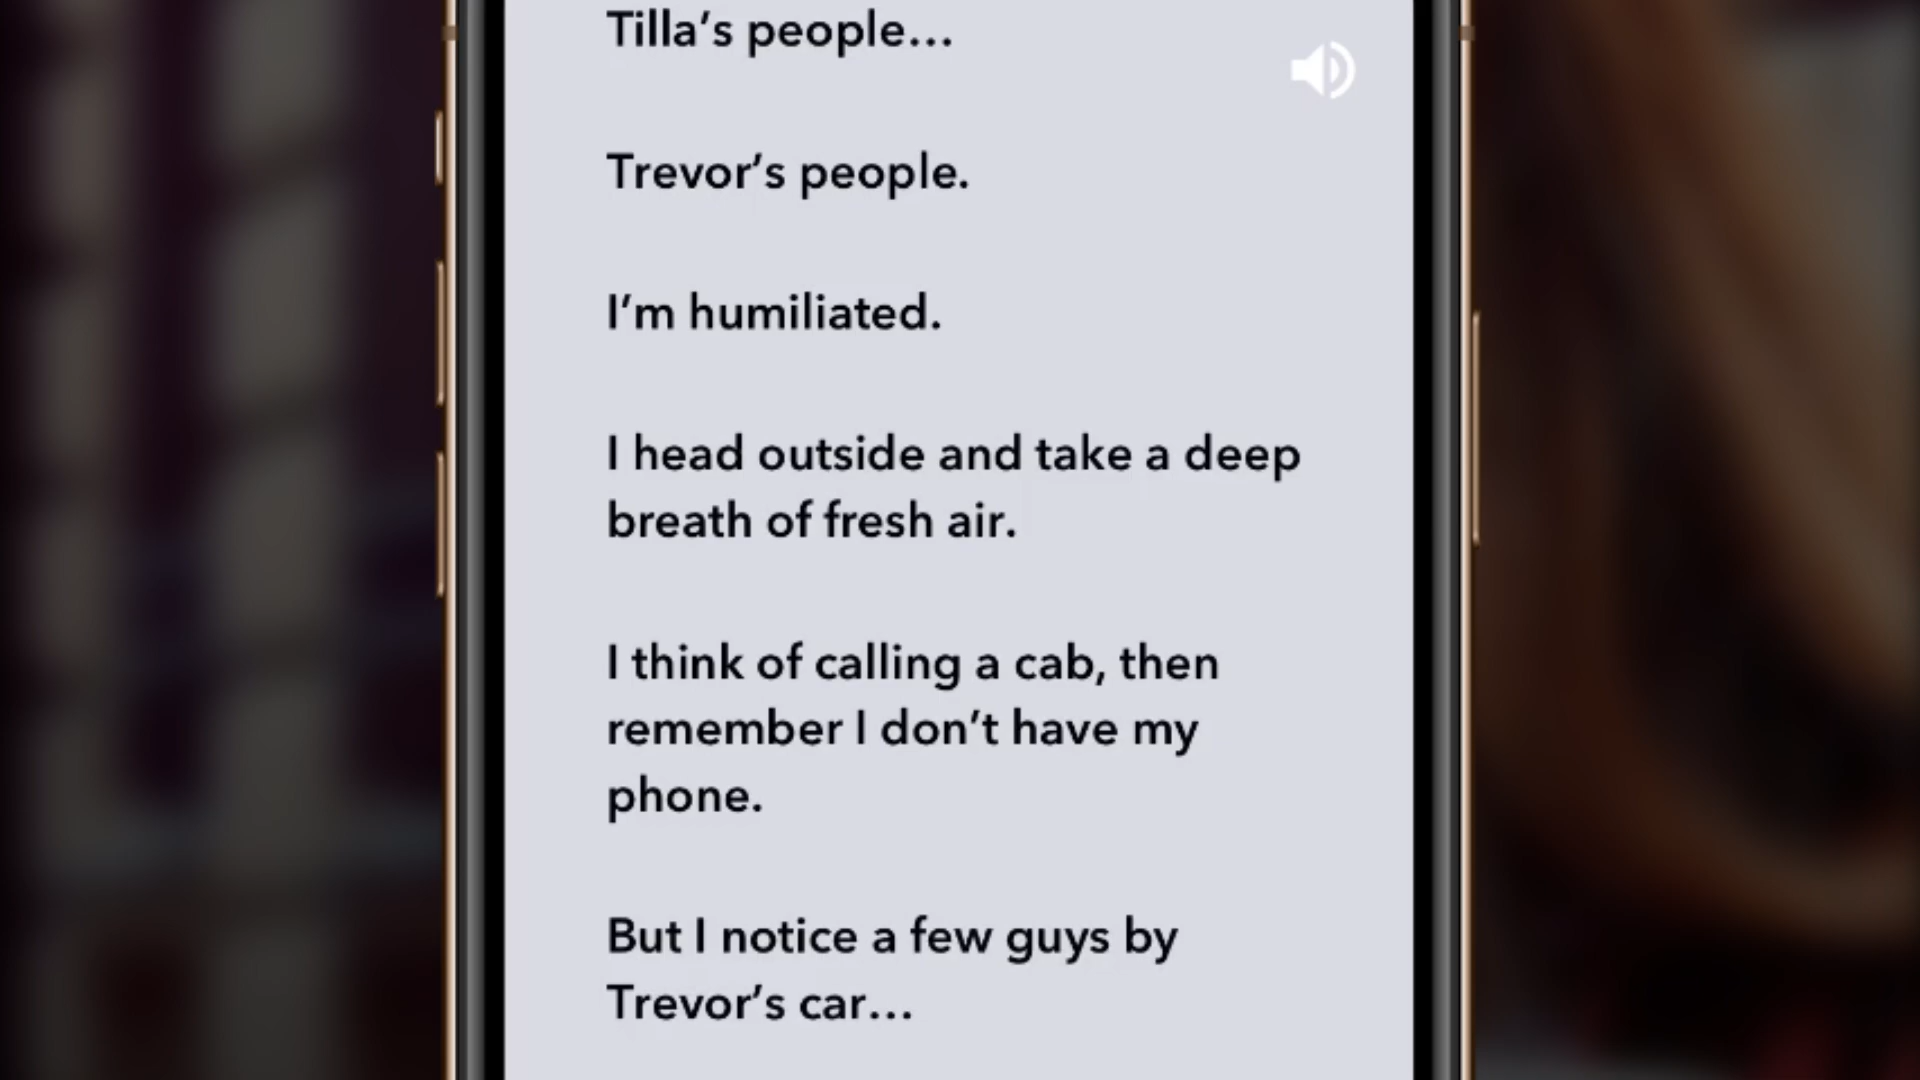 Tilla’s people…
Trevor’s people.
I’m humiliated.
I head outside and take a deep
breath of fresh air.
I think of calling a cab, then
remember I don’t have my
phone.
But I notice a few guys by
Trevor’s car…